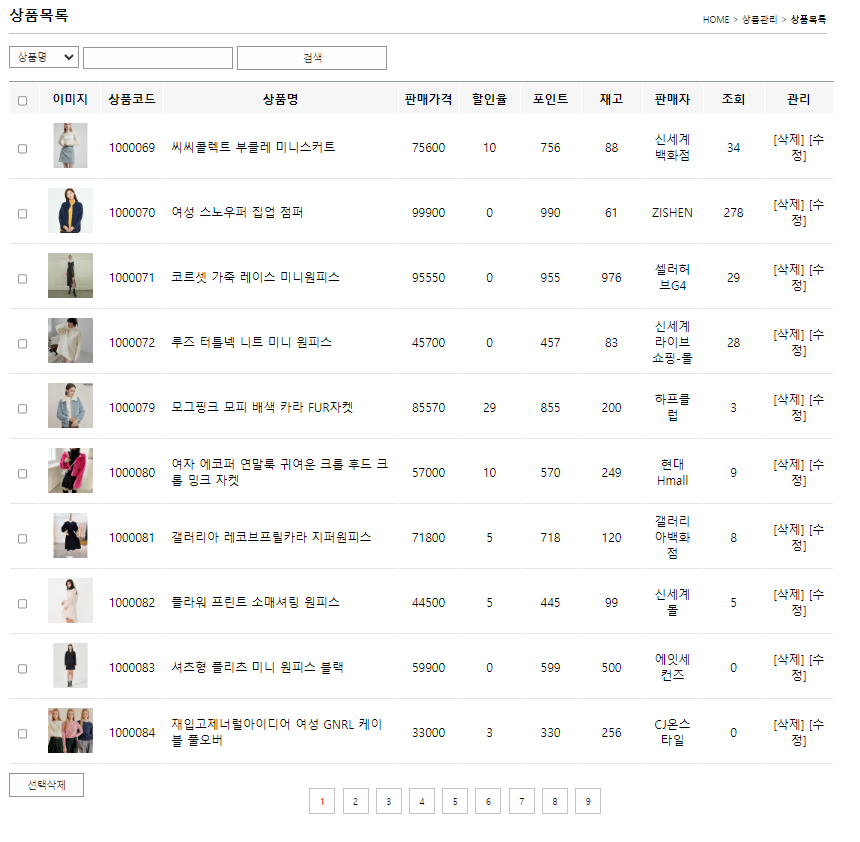 상품목록
HOME > 상품관리 > 상품목록
상품명 검색
이미지 상품코드 상품명 판매가격 할인율 포인트 재고 판매자 조회 관리
1000069 씨씨콜렉트 부클레 미니스커트 75600 10 756 88 신세계백화점 34 [삭제] [수정]
1000070 여성 스노우퍼 집업 점퍼 99900 0 990 61 ZISHEN 278 [삭제] [수정]
1000071 코르셋 가죽 레이스 미니원피스 95550 0 955 976 셀러허브G4 29 [삭제] [수정]
1000072 루즈 터틀넥 니트 미니 원피스 45700 0 457 83 신세계라이브쇼핑-몰 28 [삭제] [수정]
1000079 모그핑크 모피 배색 카라 FUR자켓 85570 29 855 200 하프클럽 3 [삭제] [수정]
1000080 여자 에코퍼 연말룩 귀여운 크롭 후드 크롭 밍크 자켓 57000 10 570 249 현대Hmall 9 [삭제] [수정]
1000081 갤러리아 레코브프릴카라 지퍼원피스 71800 5 718 120 갤러리아백화점 8 [삭제] [수정]
1000082 플라워 프린트 소매셔링 원피스 44500 5 445 99 신세계몰 5 [삭제] [수정]
1000083 셔츠형 플리츠 미니 원피스 블랙 59900 0 599 500 에잇세컨즈 0 [삭제] [수정]
1000084 재입고제너럴아이디어 여성 GNRL 케이블 풀오버 33000 3 330 256 CJ온스타일 0 [삭제] [수정]
선택삭제
1 2 3 4 5 6 7 8 9